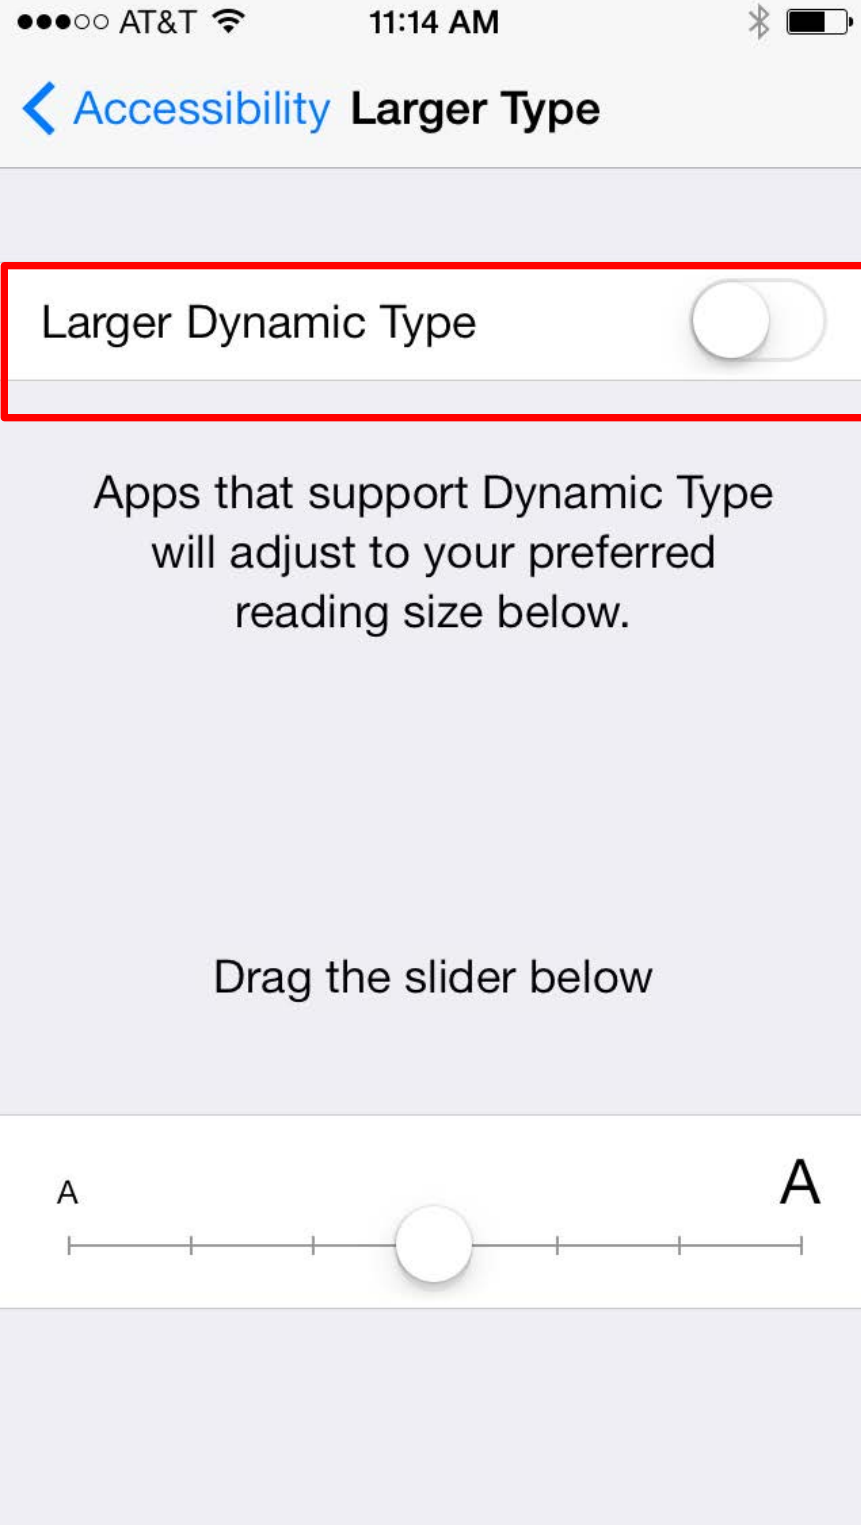 AT&T 11:14 AM
Accessibility Larger Type
Larger Dynamic Type
Apps that support Dynamic Type
will adjust to your preferred
reading size below.
Drag the slider below
A A